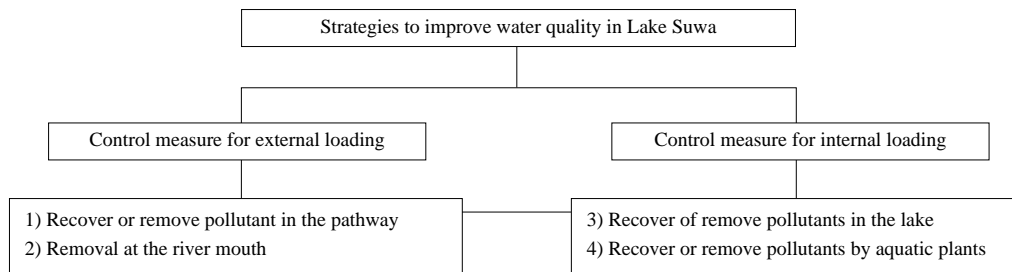 Strategies to improve water quality in Lake Suwa
Control measure for external loading
Control measure for internal loading
1) Recover or remove pollutant in the pathway
2) Removal at the river mouth
3) Recover of remove pollutants in the lake
4) Recover or remove pollutants by aquatic plants